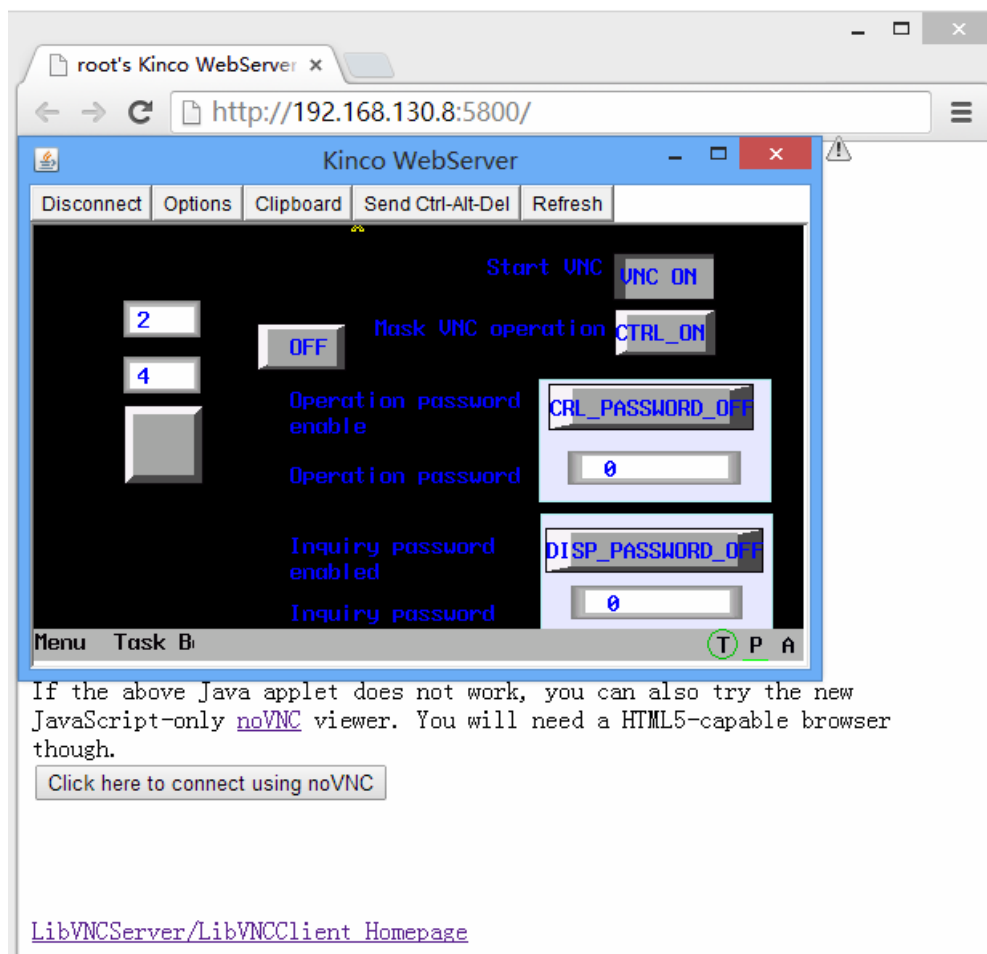 root's Kinco WebServer
http://192.168.130.8:5800/
Kinco WebServer
Disconnect Options Clipboard Send Ctrl-Alt-Del Refresh
Start VNC VNC ON
2
Mask VNC operation CTRL_ON
OFF
4
Operation password
enable
CRL_PASSWORD_OFF
Operation password 0
Inquiry password
enabled
DISP_PASSWORD_OFF
Inquiry password 0
Menu Task B T P A
If the above Java applet does not work, you can also try the new
JavaScript-only noVNC viewer. You will need a HTML5-capable browser
though.
Click here to connect using noVNC
LibVNCServer/LibVNCClient Homepage